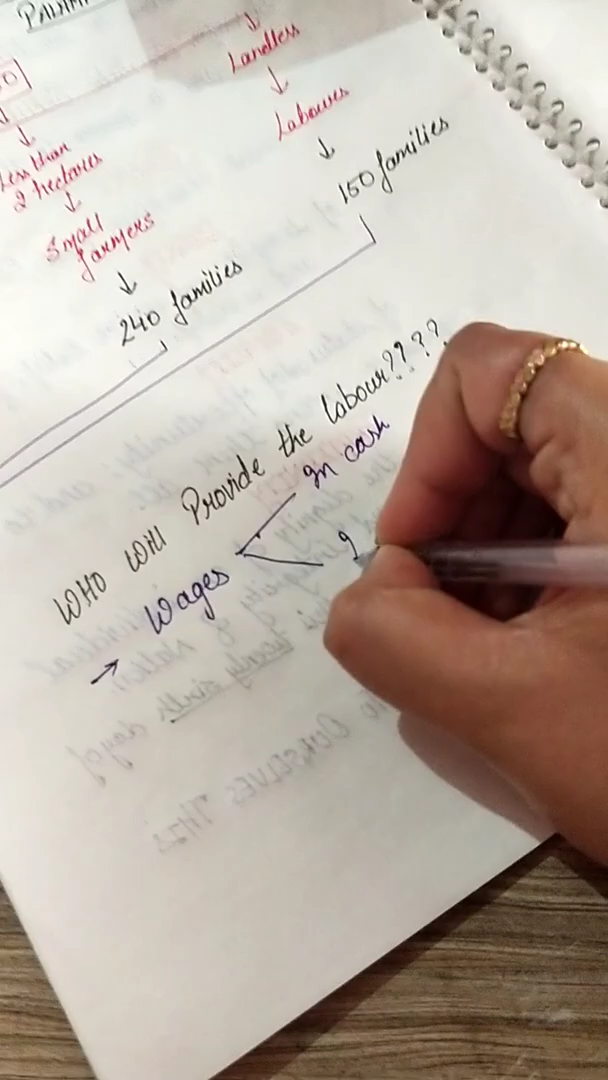 Landless
Labours
150 families
Less than
2 hectares
Small
farmers
240 families
WHO WIll Provide the labour????
→ Wages
In cash